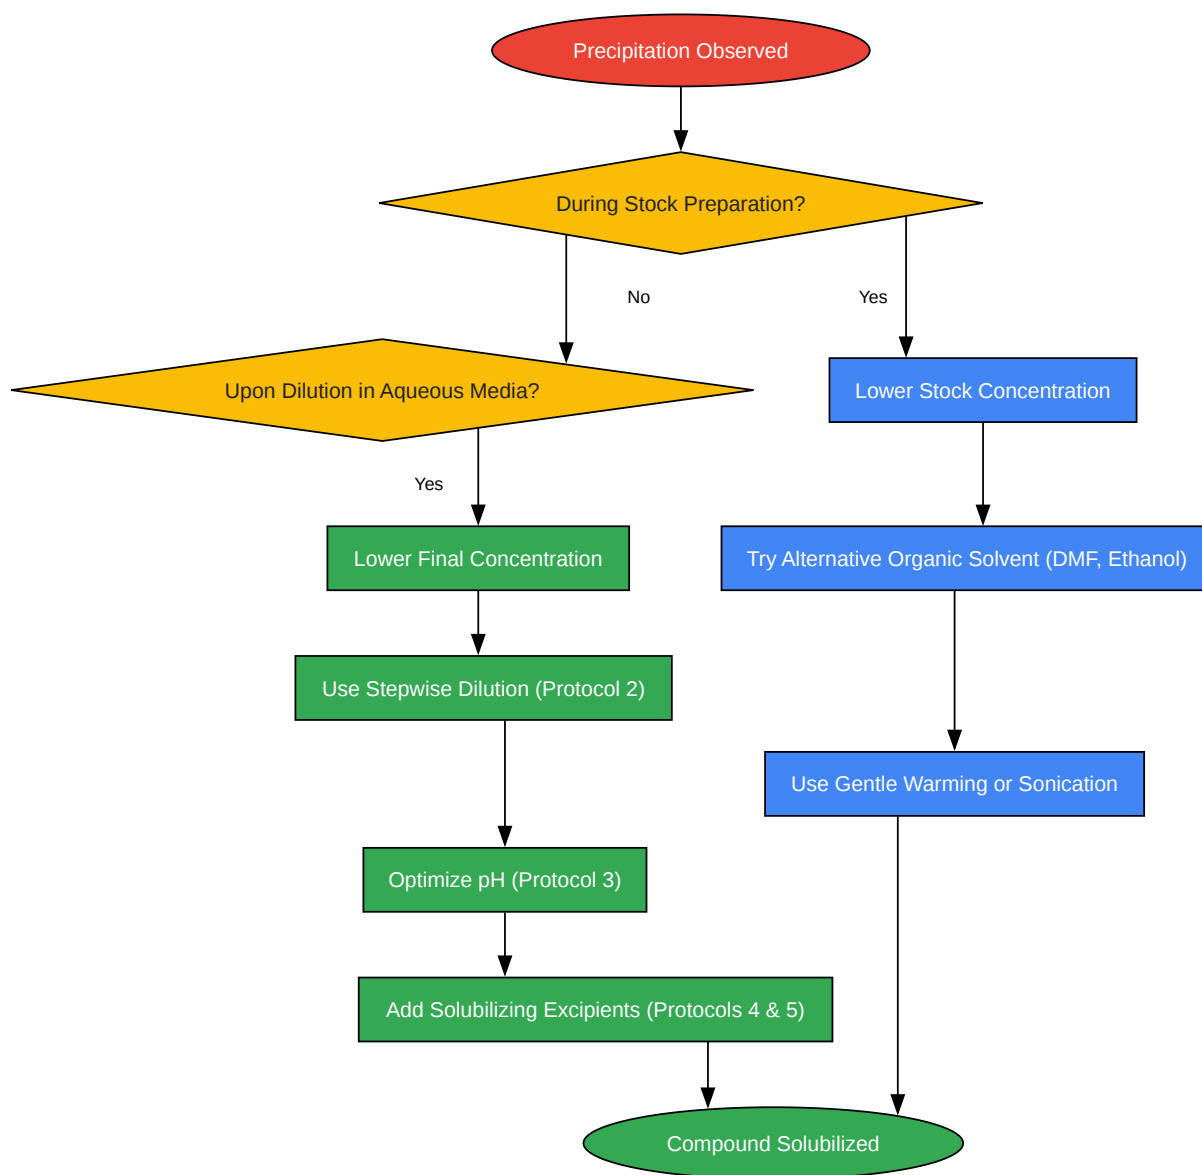 Precipitation Observed
During Stock Preparation?
No
Yes
Upon Dilution in Aqueous Media?
Lower Stock Concentration
Yes
Lower Final Concentration
Try Alternative Organic Solvent (DMF, Ethanol)
Use Stepwise Dilution (Protocol 2)
Use Gentle Warming or Sonication
Optimize pH (Protocol 3)
Add Solubilizing Excipients (Protocols 4 & 5)
Compound Solubilized